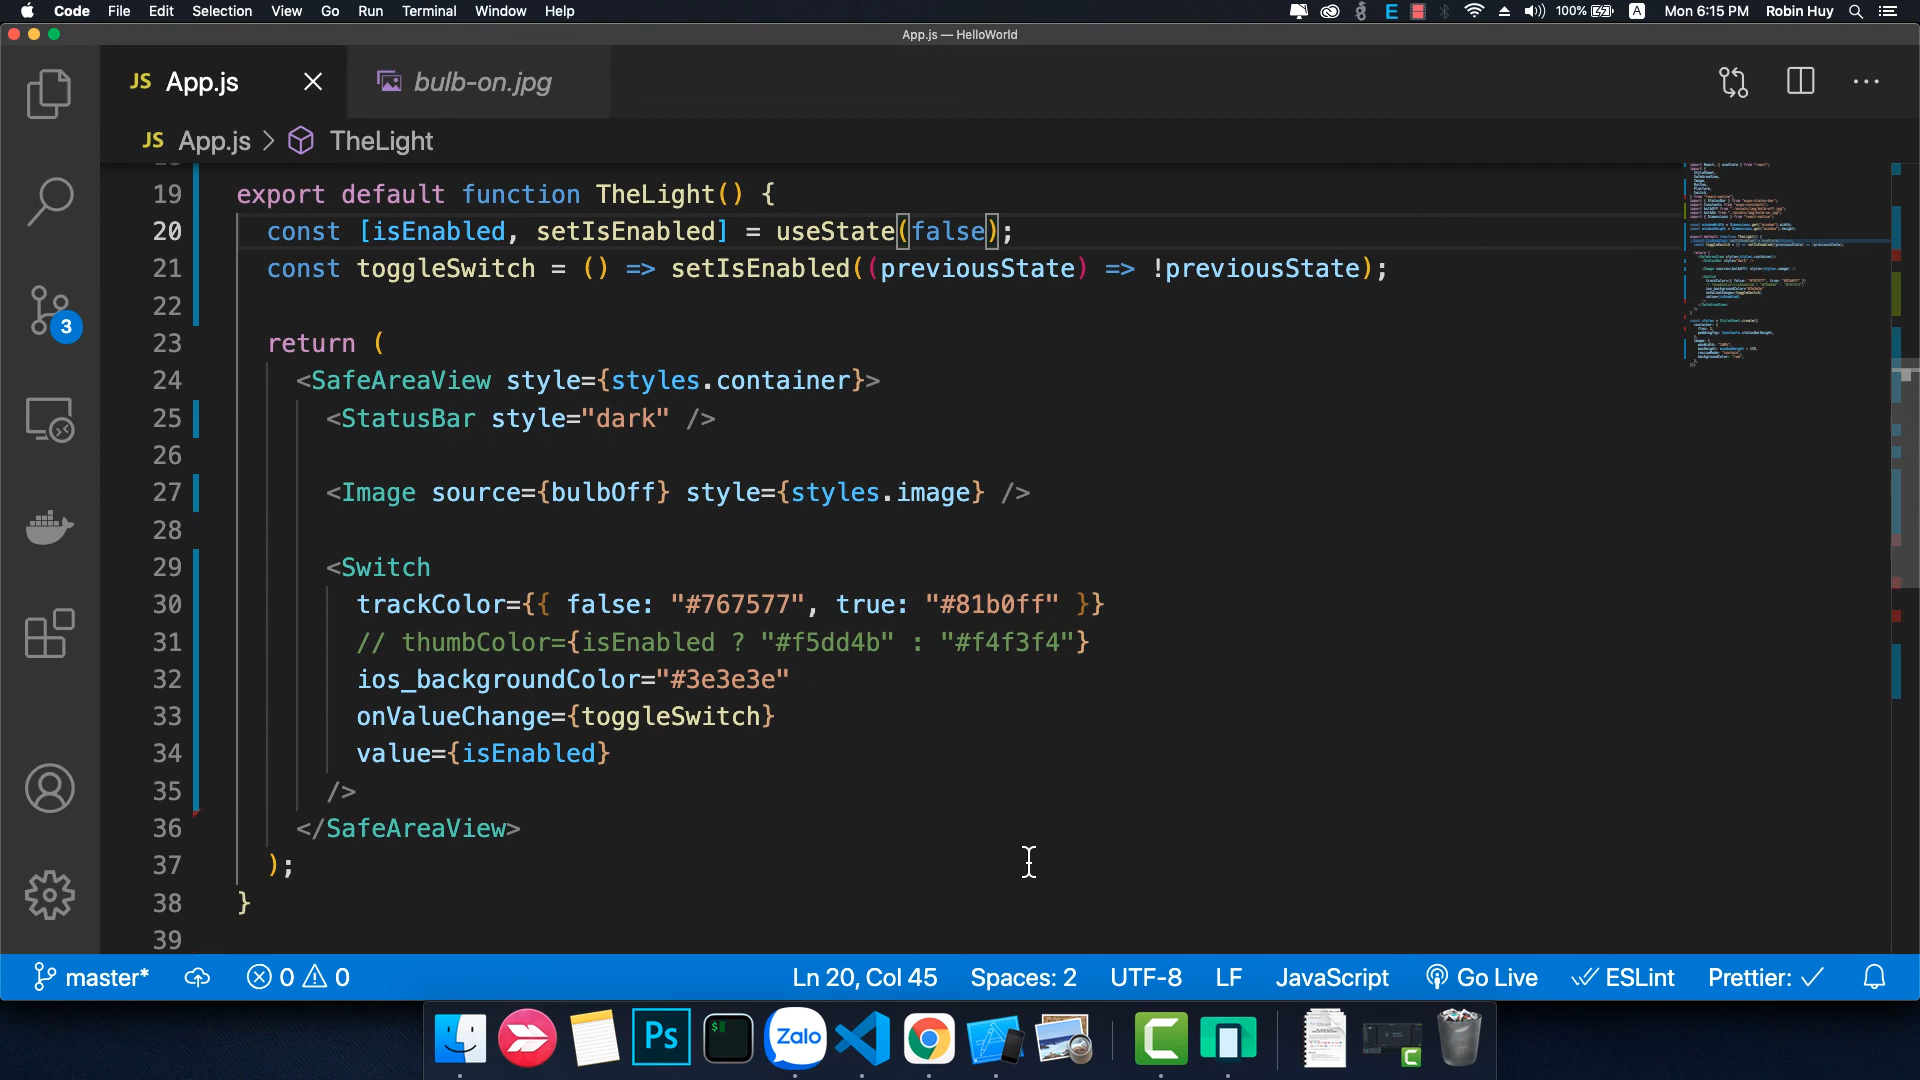 Code File Edit Selection View Go Run Terminal Window Help E 100% A Mon 6:15 PM Robin Huy
App.js — HelloWorld
JS App.js bulb-on.jpg
JS App.js > TheLight
19 export default function TheLight() {
20 const [isEnabled, setIsEnabled] = useState(false);
21 const toggleSwitch = () => setIsEnabled((previousState) => !previousState);
22
23 return (
24 <SafeAreaView style={styles.container}>
25 <StatusBar style="dark" />
26
27 <Image source={bulbOff} style={styles.image} />
28
29 <Switch
30 trackColor={{ false: "#767577", true: "#81b0ff" }}
31 // thumbColor={isEnabled ? "#f5dd4b" : "#f4f3f4"}
32 ios_backgroundColor="#3e3e3e"
33 onValueChange={toggleSwitch}
34 value={isEnabled}
35 />
36 </SafeAreaView>
37 );
38 }
39
3
master* 0 0 Ln 20, Col 45 Spaces: 2 UTF-8 LF JavaScript Go Live ESLint Prettier: ✓
Ps $ Zalo C C